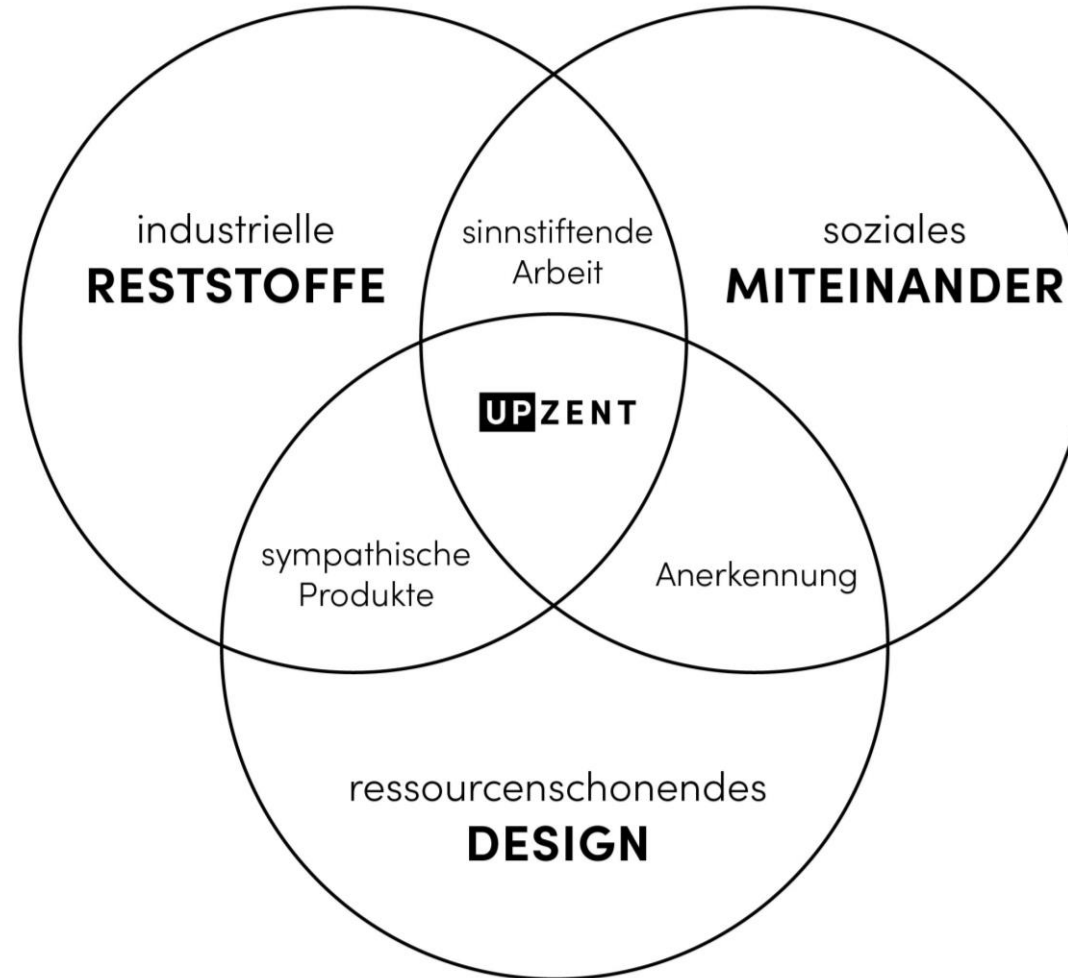 industrielle
RESTSTOFFE
sinnstiftende
Arbeit
soziales
MITEINANDER
UPZENT
sympathische
Produkte
Anerkennung
ressourcenschonendes
DESIGN